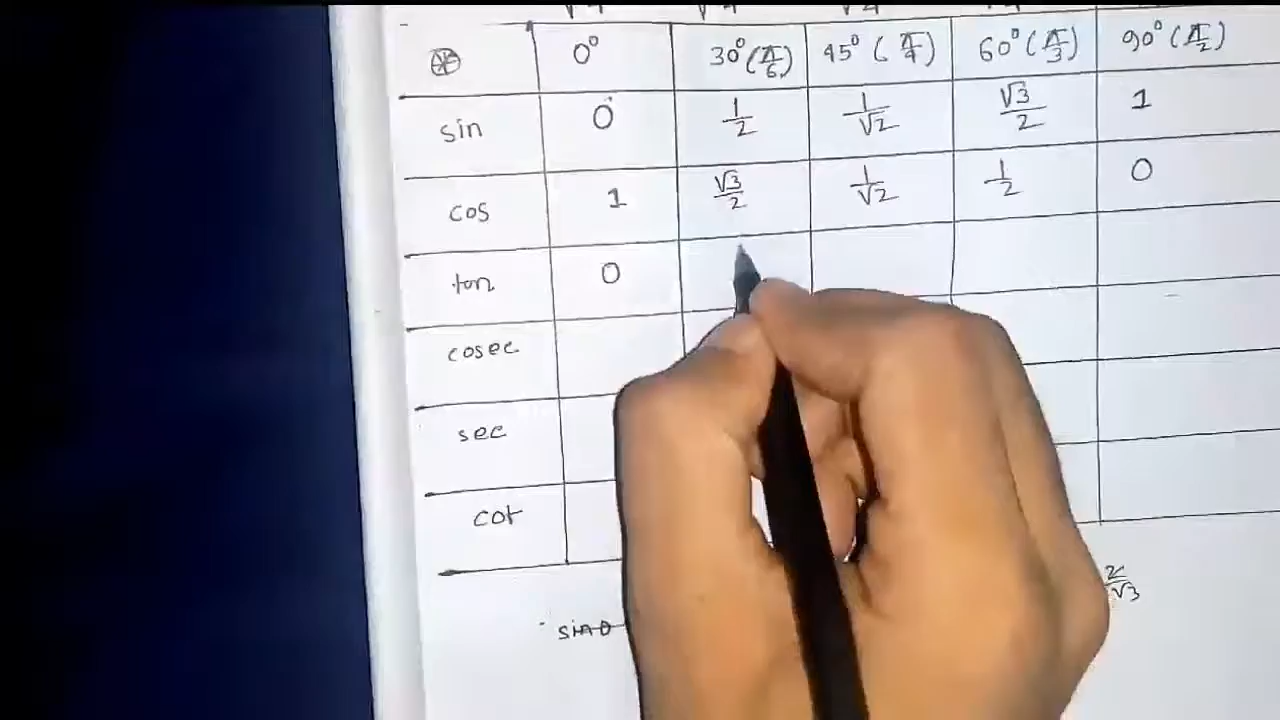 ⊛ 0° 30° (π/6) 45° (π/4) 60° (π/3) 90° (π/2)
sin 0 1/2 1/√2 √3/2 1
cos 1 √3/2 1/√2 1/2 0
tan 0
cosec
sec
cot
2/√3
sinθ